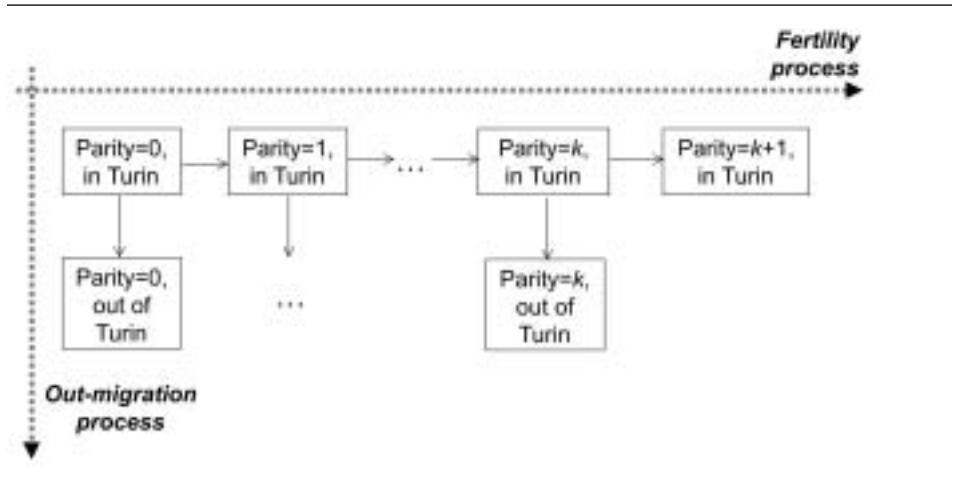 Fertility
process
Parity=0,
in Turin
Parity=1,
in Turin
...
Parity=k,
in Turin
Parity=k+1,
in Turin
Parity=0,
out of
Turin
...
Parity=k,
out of
Turin
Out-migration
process